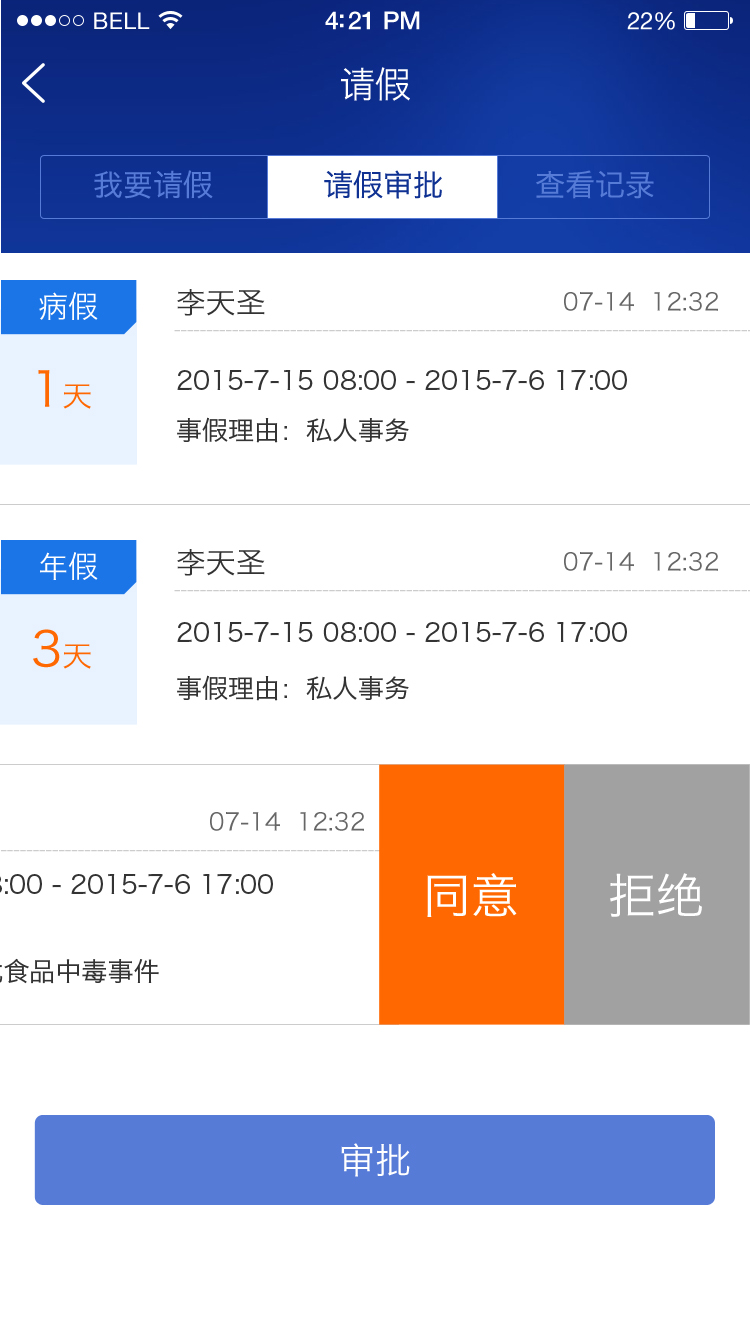 BELL 4:21 PM 22%
请假
我要请假 请假审批 查看记录
病假 李天圣 07-14 12:32
1天 2015-7-15 08:00 - 2015-7-6 17:00
事假理由：私人事务
年假 李天圣 07-14 12:32
3天 2015-7-15 08:00 - 2015-7-6 17:00
事假理由：私人事务
07-14 12:32
:00 - 2015-7-6 17:00
同意 拒绝
食品中毒事件
审批